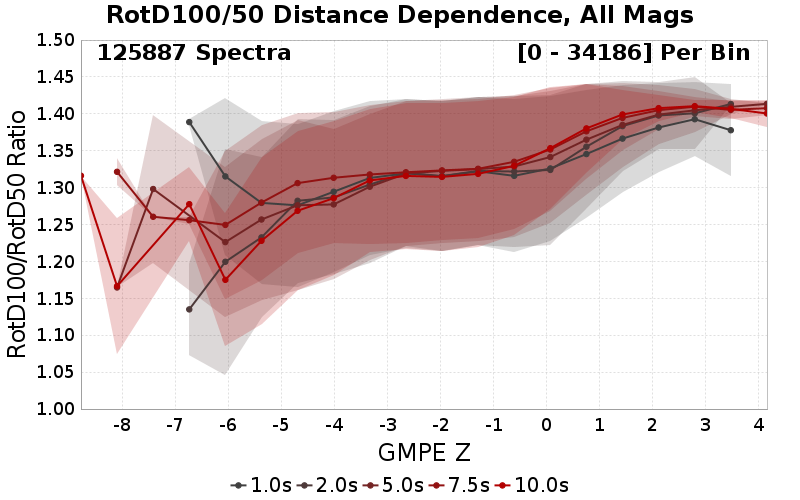 RotD100/50 Distance Dependence, All Mags
125887 Spectra
[0 - 34186] Per Bin
RotD100/RotD50 Ratio
1.50
1.45
1.40
1.35
1.30
1.25
1.20
1.15
1.10
1.05
1.00
-8 -7 -6 -5 -4 -3 -2 -1 0 1 2 3 4
GMPE Z
1.0s 2.0s 5.0s 7.5s 10.0s